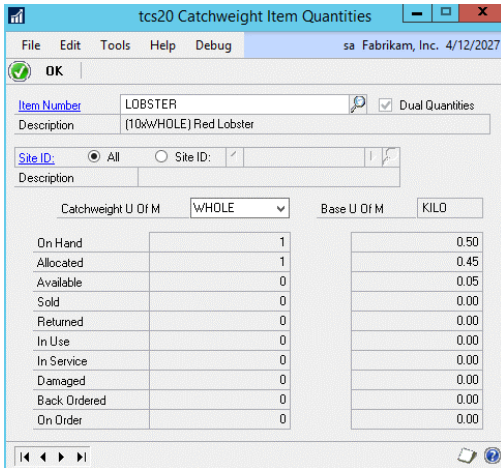 tcs20 Catchweight Item Quantities
File Edit Tools Help Debug sa Fabrikam, Inc. 4/12/2027
OK
Item Number LOBSTER Dual Quantities
Description (10xWHOLE) Red Lobster
Site ID: All Site ID:
Description
Catchweight U Of M WHOLE Base U Of M KILO
On Hand 1 0.50
Allocated 1 0.45
Available 0 0.05
Sold 0 0.00
Returned 0 0.00
In Use 0 0.00
In Service 0 0.00
Damaged 0 0.00
Back Ordered 0 0.00
On Order 0 0.00